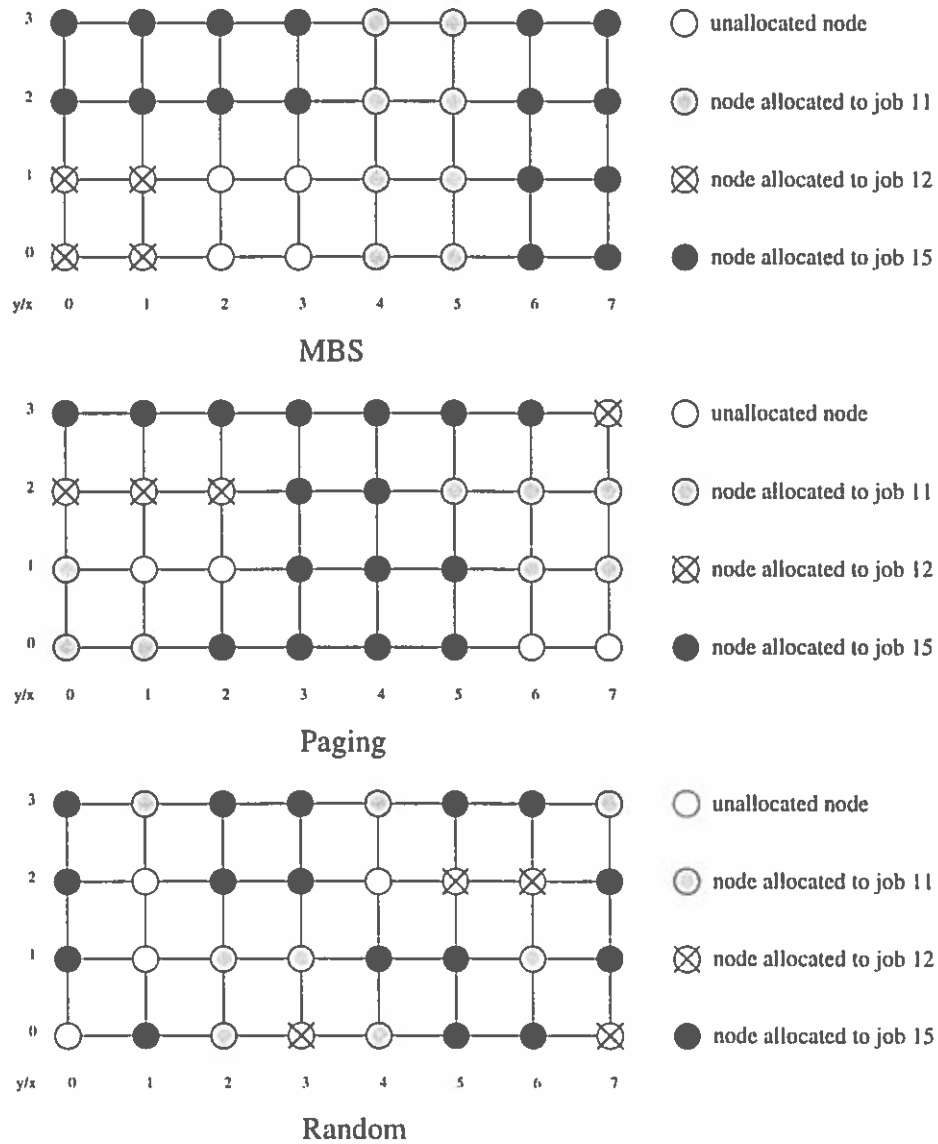 3 unallocated node
2 node allocated to job 11
1 node allocated to job 12
0 node allocated to job 15
y/x 0 1 2 3 4 5 6 7
MBS
3 unallocated node
2 node allocated to job 11
1 node allocated to job 12
0 node allocated to job 15
y/x 0 1 2 3 4 5 6 7
Paging
3 unallocated node
2 node allocated to job 11
1 node allocated to job 12
0 node allocated to job 15
y/x 0 1 2 3 4 5 6 7
Random